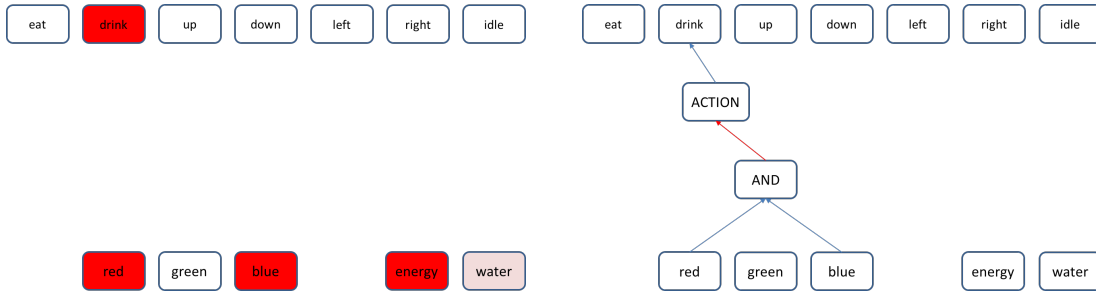 eat drink up down left right idle eat drink up down left right idle
ACTION
AND
red green blue energy water red green blue energy water